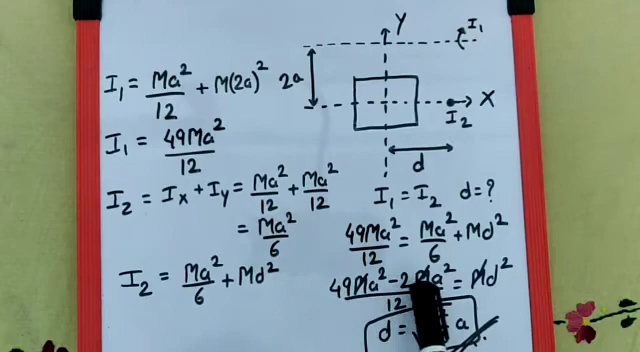 I₁ = Ma²/12 + M(2a)²
I₁ = 49Ma²/12
I₂ = Iₓ + Iᵧ = Ma²/12 + Ma²/12
= Ma²/6
I₂ = Ma²/6 + Md²
Y
I₁
2a
X
I₂
d
I₁ = I₂ d = ?
49Ma²/12 = Ma²/6 + Md²
49Ma² - 2Ma²/12 = Md²
d = a